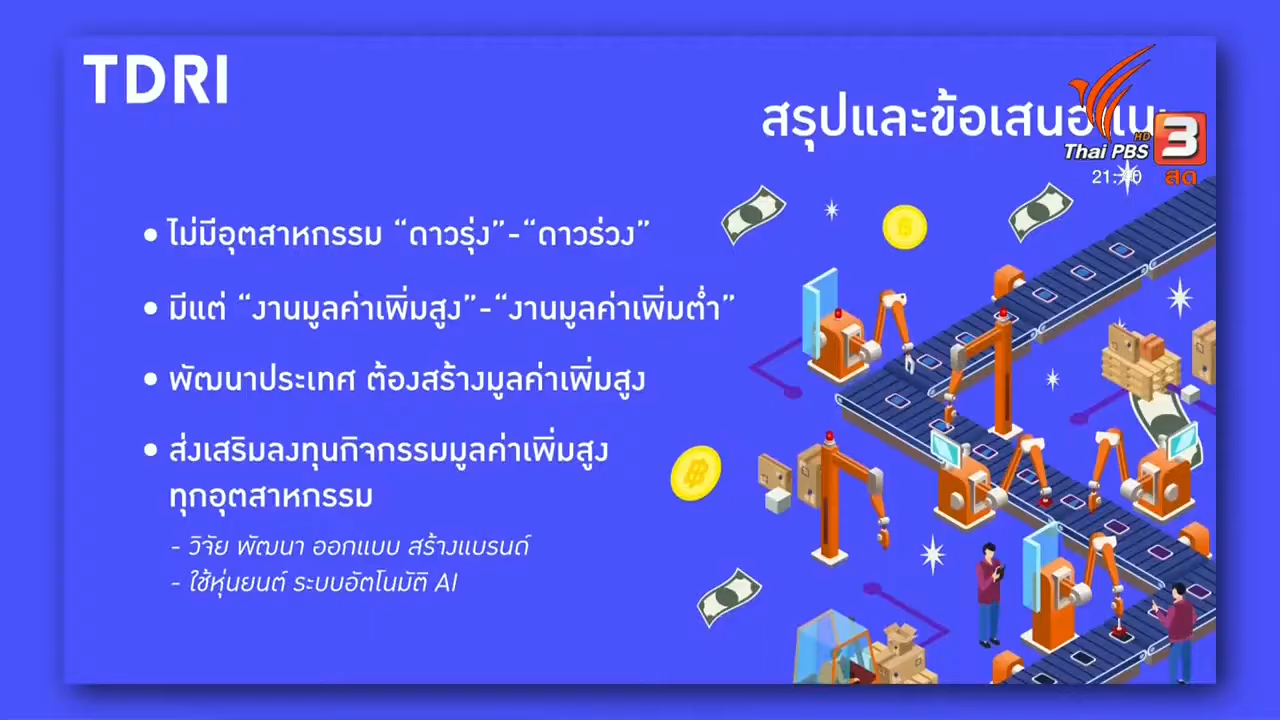 TDRI
สรุปและข้อเสนอแนะ
HD
Thai PBS
3
สด
• ไม่มีอุตสาหกรรม “ดาวรุ่ง”-“ดาวร่วง”
• มีแต่ “งานมูลค่าเพิ่มสูง”-“งานมูลค่าเพิ่มต่ำ”
• พัฒนาประเทศ ต้องสร้างมูลค่าเพิ่มสูง
• ส่งเสริมลงทุนกิจกรรมมูลค่าเพิ่มสูง
ทุกอุตสาหกรรม
- วิจัย พัฒนา ออกแบบ สร้างแบรนด์
- ใช้หุ่นยนต์ ระบบอัตโนมัติ AI